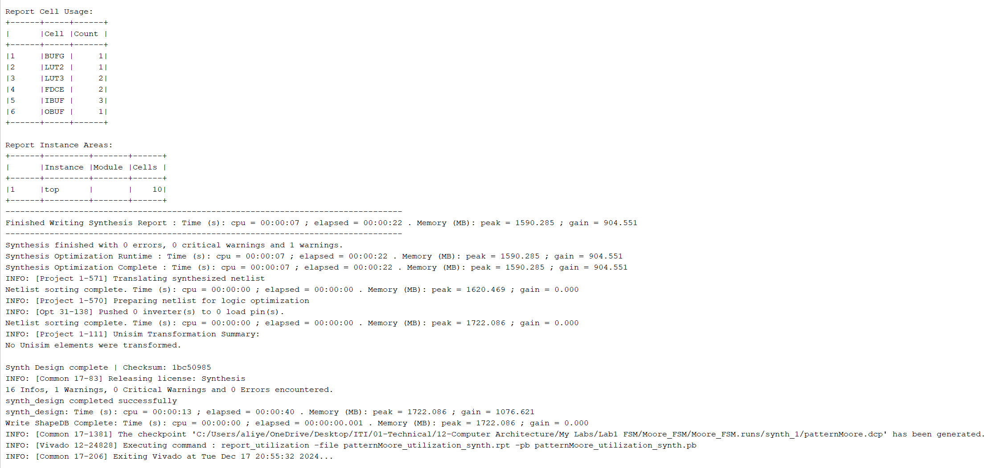 Report Cell Usage:
+------+-----+------+
|      |Cell |Count |
+------+-----+------+
|1     |BUFG |     1|
|2     |LUT2 |     1|
|3     |LUT3 |     2|
|4     |FDCE |     2|
|5     |IBUF |     3|
|6     |OBUF |     1|
+------+-----+------+

Report Instance Areas:
+------+---------+-------+------+
|      |Instance |Module |Cells |
+------+---------+-------+------+
|1     |top      |       |    10|
+------+---------+-------+------+
---------------------------------------------------------------------------------
Finished Writing Synthesis Report : Time (s): cpu = 00:00:07 ; elapsed = 00:00:22 . Memory (MB): peak = 1590.285 ; gain = 904.551
---------------------------------------------------------------------------------
Synthesis finished with 0 errors, 0 critical warnings and 1 warnings.
Synthesis Optimization Runtime : Time (s): cpu = 00:00:07 ; elapsed = 00:00:22 . Memory (MB): peak = 1590.285 ; gain = 904.551
Synthesis Optimization Complete : Time (s): cpu = 00:00:07 ; elapsed = 00:00:22 . Memory (MB): peak = 1590.285 ; gain = 904.551
INFO: [Project 1-571] Translating synthesized netlist
Netlist sorting complete. Time (s): cpu = 00:00:00 ; elapsed = 00:00:00 . Memory (MB): peak = 1620.469 ; gain = 0.000
INFO: [Project 1-570] Preparing netlist for logic optimization
INFO: [Opt 31-138] Pushed 0 inverter(s) to 0 load pin(s).
Netlist sorting complete. Time (s): cpu = 00:00:00 ; elapsed = 00:00:00 . Memory (MB): peak = 1722.086 ; gain = 0.000
INFO: [Project 1-111] Unisim Transformation Summary:
No Unisim elements were transformed.

Synth Design complete | Checksum: 1bc50985
INFO: [Common 17-83] Releasing license: Synthesis
16 Infos, 1 Warnings, 0 Critical Warnings and 0 Errors encountered.
synth_design completed successfully
synth_design: Time (s): cpu = 00:00:13 ; elapsed = 00:00:40 . Memory (MB): peak = 1722.086 ; gain = 1076.621
Write ShapeDB Complete: Time (s): cpu = 00:00:00 ; elapsed = 00:00:00.001 . Memory (MB): peak = 1722.086 ; gain = 0.000
INFO: [Common 17-1381] The checkpoint 'C:/Users/aliye/OneDrive/Desktop/ITI/01-Technical/12-Computer Architecture/My Labs/Lab1 FSM/Moore_FSM/Moore_FSM.runs/synth_1/patternMoore.dcp' has been generated.
INFO: [Vivado 12-24828] Executing command : report_utilization -file patternMoore_utilization_synth.rpt -pb patternMoore_utilization_synth.pb
INFO: [Common 17-206] Exiting Vivado at Tue Dec 17 20:55:32 2024...